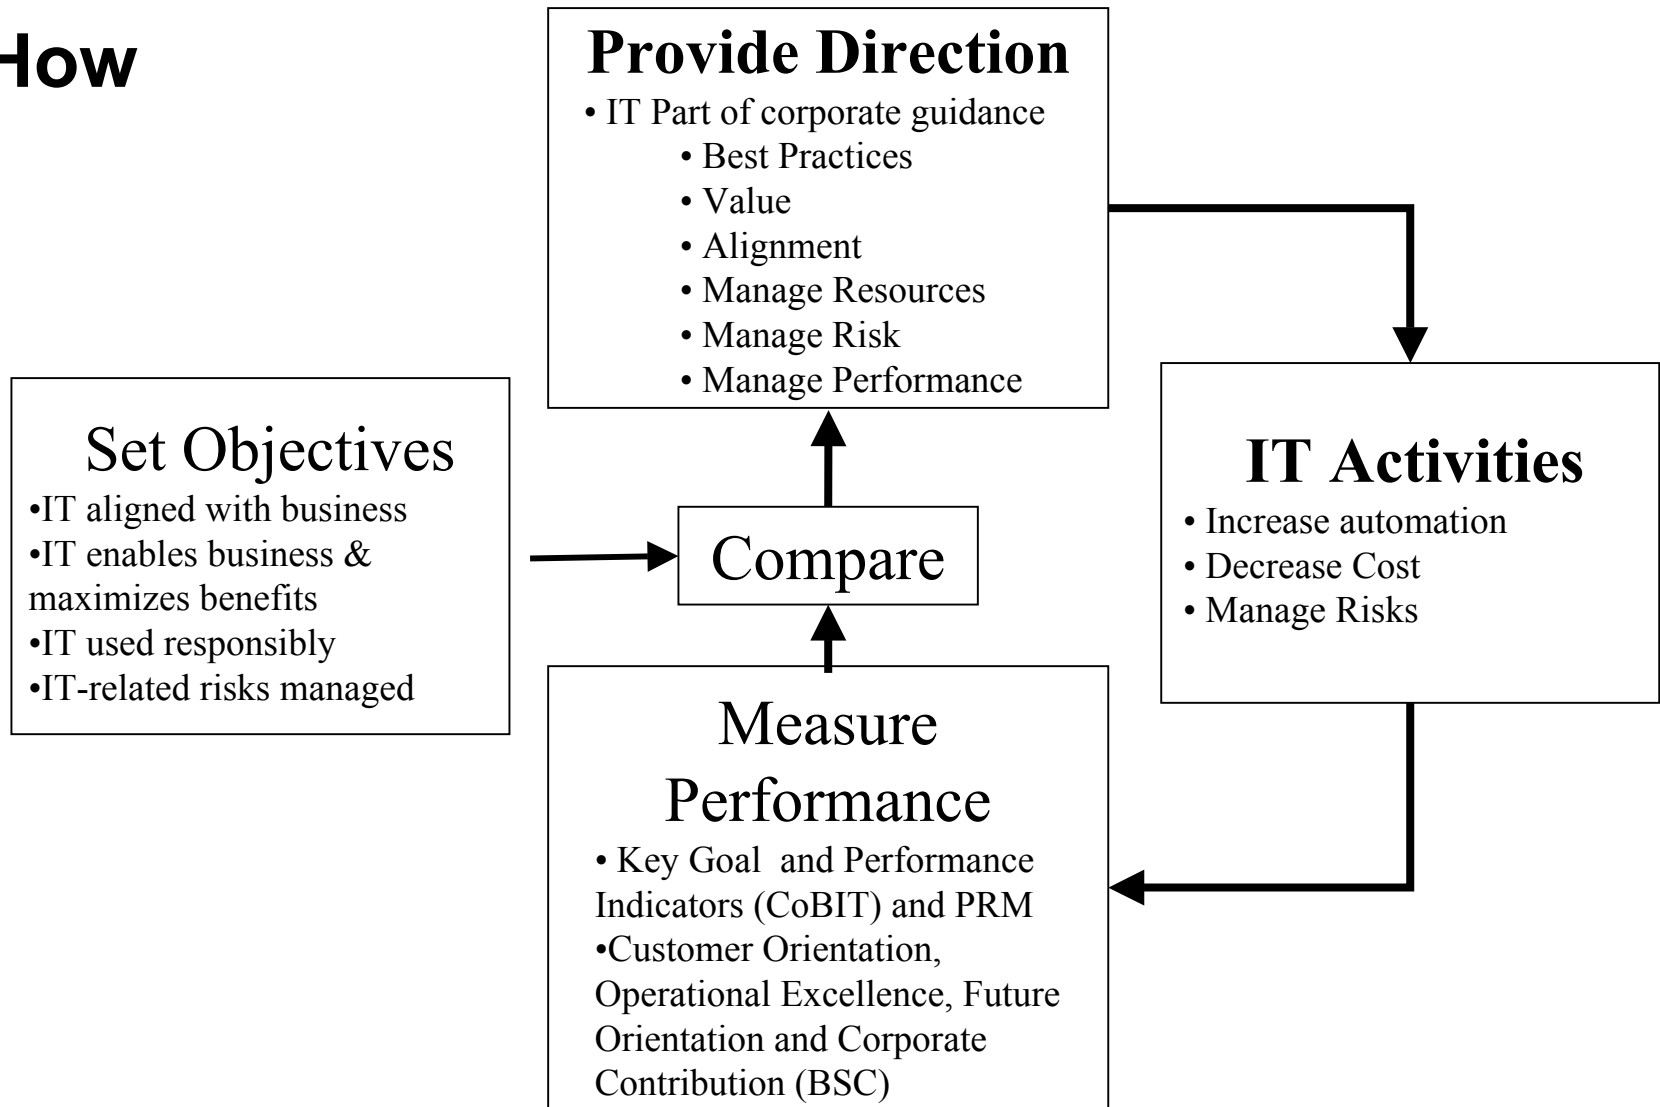 How
Provide Direction
• IT Part of corporate guidance
• Best Practices
• Value
• Alignment
• Manage Resources
• Manage Risk
• Manage Performance
Set Objectives
•IT aligned with business
•IT enables business &
maximizes benefits
•IT used responsibly
•IT-related risks managed
Compare
IT Activities
• Increase automation
• Decrease Cost
• Manage Risks
Measure
Performance
• Key Goal and Performance
Indicators (CoBIT) and PRM
•Customer Orientation,
Operational Excellence, Future
Orientation and Corporate
Contribution (BSC)